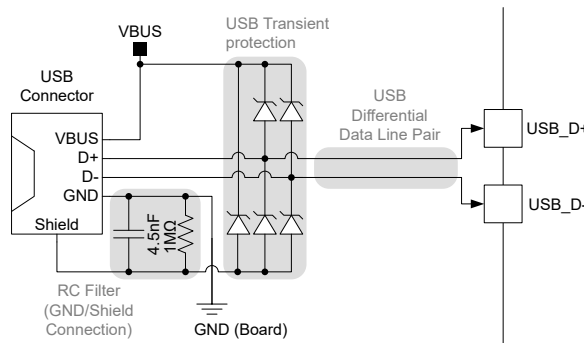 VBUS
USB Transient
protection
USB
Connector
USB
Differential
Data Line Pair
VBUS
D+
D-
GND
Shield
USB_D+
USB_D-
4.5nF
1MΩ
RC Filter
(GND/Shield
Connection)
GND (Board)